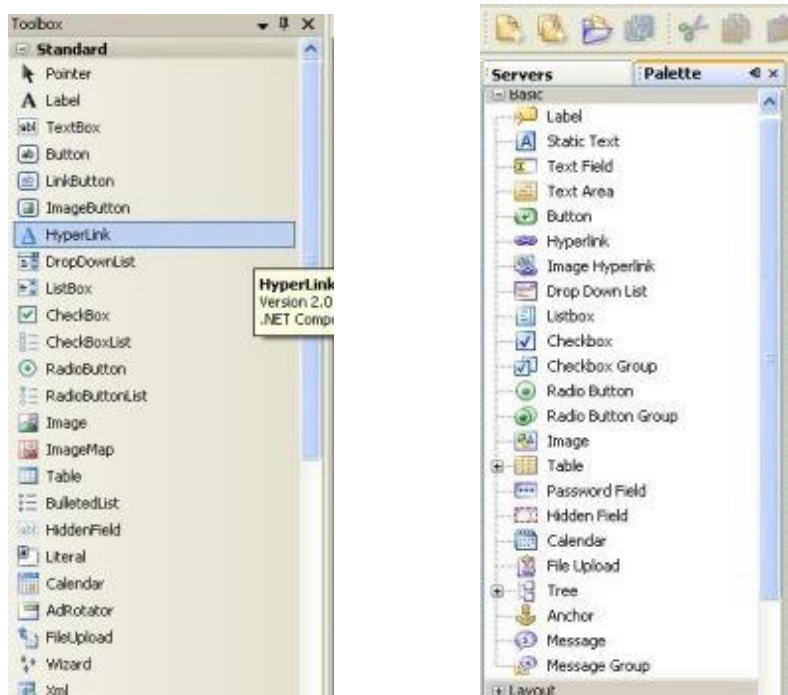 Toolbox
Standard
Pointer
Label
TextBox
Button
LinkButton
ImageButton
HyperLink
DropDownList
ListBox
CheckBox
CheckBoxList
RadioButton
RadioButtonList
Image
ImageMap
Table
BulletedList
HiddenField
Literal
Calendar
AdRotator
FileUpload
Wizard
Xml
HyperLink
Version 2.0
.NET Comp
Servers Palette
Basic
Label
Static Text
Text Field
Text Area
Button
Hyperlink
Image Hyperlink
Drop Down List
Listbox
Checkbox
Checkbox Group
Radio Button
Radio Button Group
Image
Table
Password Field
Hidden Field
Calendar
File Upload
Tree
Anchor
Message
Message Group
Layout